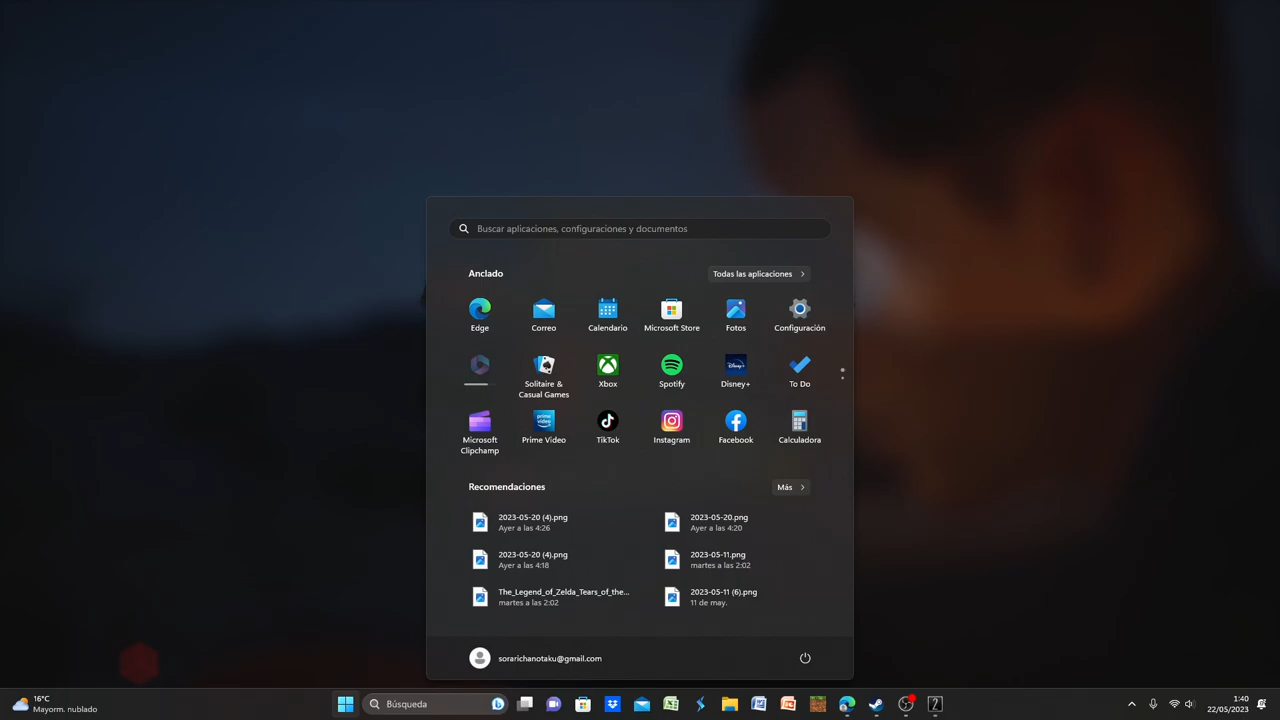 Buscar aplicaciones, configuraciones y documentos
Anclado
Todas las aplicaciones
Edge
Correo
Calendario
Microsoft Store
Fotos
Configuración
Solitaire &
Casual Games
Xbox
Spotify
Disney+
To Do
Microsoft
Clipchamp
prime
video
Prime Video
TikTok
Instagram
Facebook
Calculadora
Recomendaciones
Más
2023-05-20 (4).png
Ayer a las 4:26
2023-05-20.png
Ayer a las 4:20
2023-05-20 (4).png
Ayer a las 4:18
2023-05-11.png
martes a las 2:02
The_Legend_of_Zelda_Tears_of_the...
martes a las 2:02
2023-05-11 (6).png
11 de may.
sorarichanotaku@gmail.com
16°C
Mayorm. nublado
Búsqueda
1:40
22/05/2023